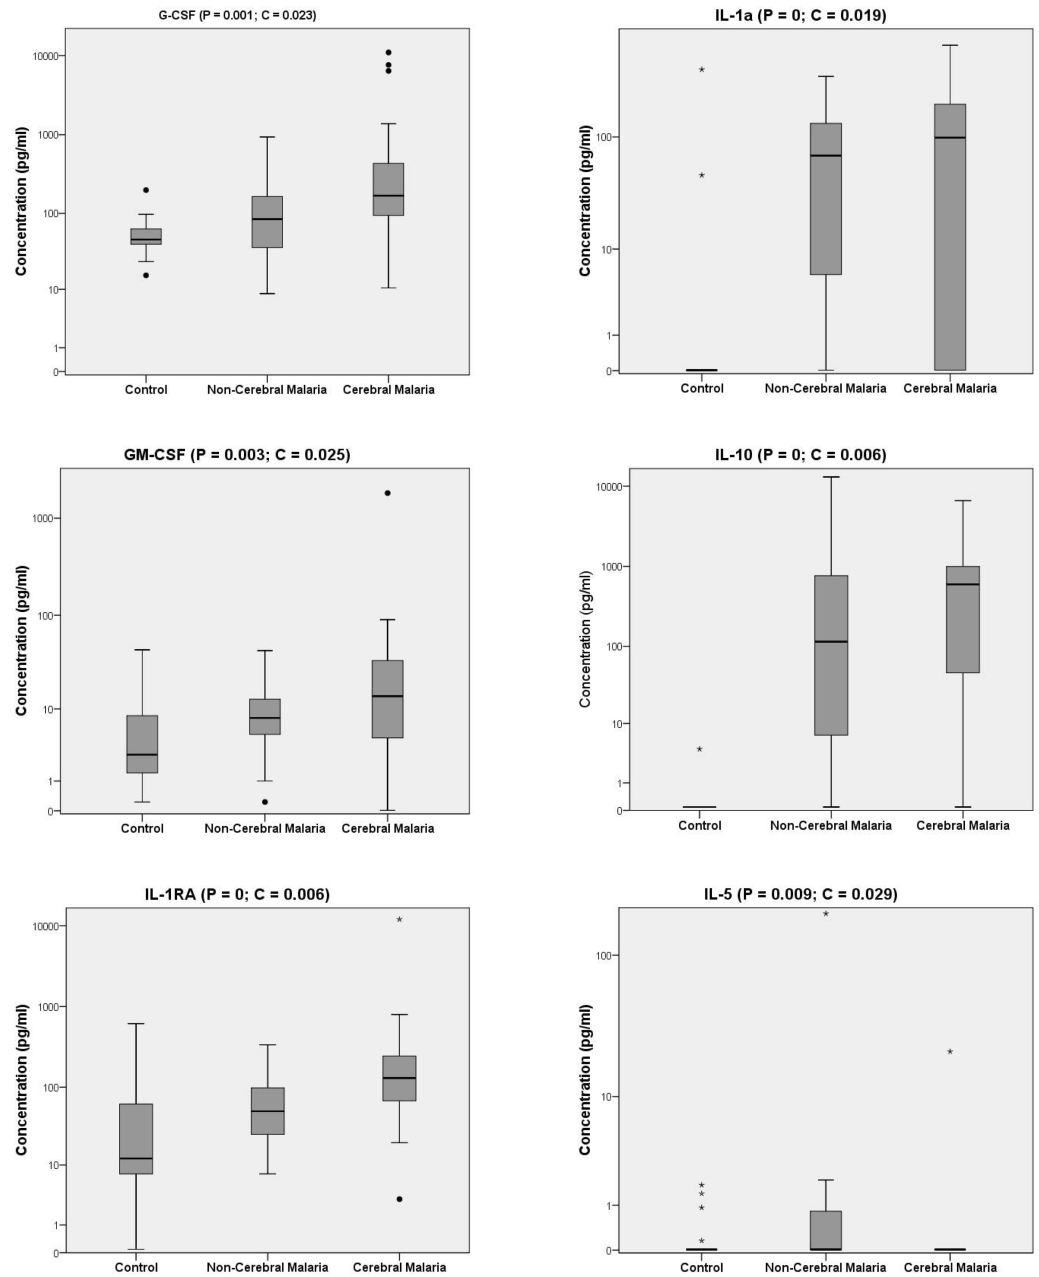 G-CSF (P = 0.001; C = 0.023)
Concentration (pg/ml)
10000
1000
100
10
1
0
Control Non-Cerebral Malaria Cerebral Malaria
IL-1a (P = 0; C = 0.019)
Concentration (pg/ml)
100
10
1
0
Control Non-Cerebral Malaria Cerebral Malaria
GM-CSF (P = 0.003; C = 0.025)
Concentration (pg/ml)
1000
100
10
1
0
Control Non-Cerebral Malaria Cerebral Malaria
IL-10 (P = 0; C = 0.006)
Concentration (pg/ml)
10000
1000
100
10
1
0
Control Non-Cerebral Malaria Cerebral Malaria
IL-1RA (P = 0; C = 0.006)
Concentration (pg/ml)
10000
1000
100
10
1
0
Control Non-Cerebral Malaria Cerebral Malaria
IL-5 (P = 0.009; C = 0.029)
Concentration (pg/ml)
100
10
1
0
Control Non-Cerebral Malaria Cerebral Malaria